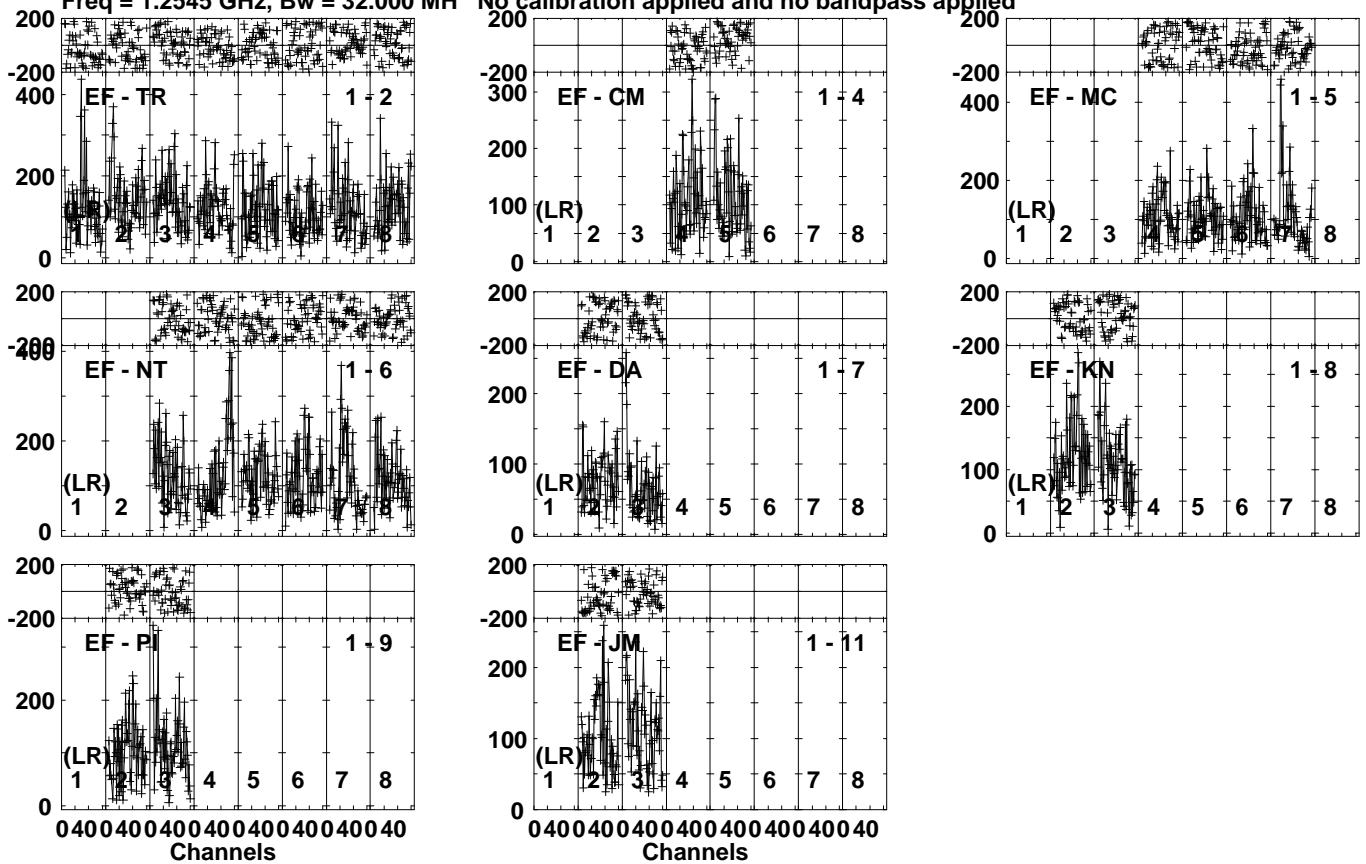 Freq = 1.2545 GHz, Bw = 32.000 MH No calibration applied and no bandpass applied
200
-200
400
200
0
EF - TR 1 - 2
(LR)
1 2 3 4 5 6 7 8
200
-200
300
200
100
0
EF - CM 1 - 4
(LR)
1 2 3 4 5 6 7 8
200
-200
400
200
0
EF - MC 1 - 5
(LR)
1 2 3 4 5 6 7 8
200
-200
400
200
0
EF - NT 1 - 6
(LR)
1 2 3 4 5 6 7 8
200
-200
200
100
0
EF - DA 1 - 7
(LR)
1 2 3 4 5 6 7 8
200
-200
200
100
0
EF - KN 1 - 8
(LR)
1 2 3 4 5 6 7 8
200
-200
200
0
EF - PI 1 - 9
(LR)
1 2 3 4 5 6 7 8
0 40 0 40 0 40 0 40 0 40 0 40 0 40 0 40
Channels
200
-200
200
100
0
EF - JM 1 - 11
(LR)
1 2 3 4 5 6 7 8
0 40 0 40 0 40 0 40 0 40 0 40 0 40 0 40
Channels